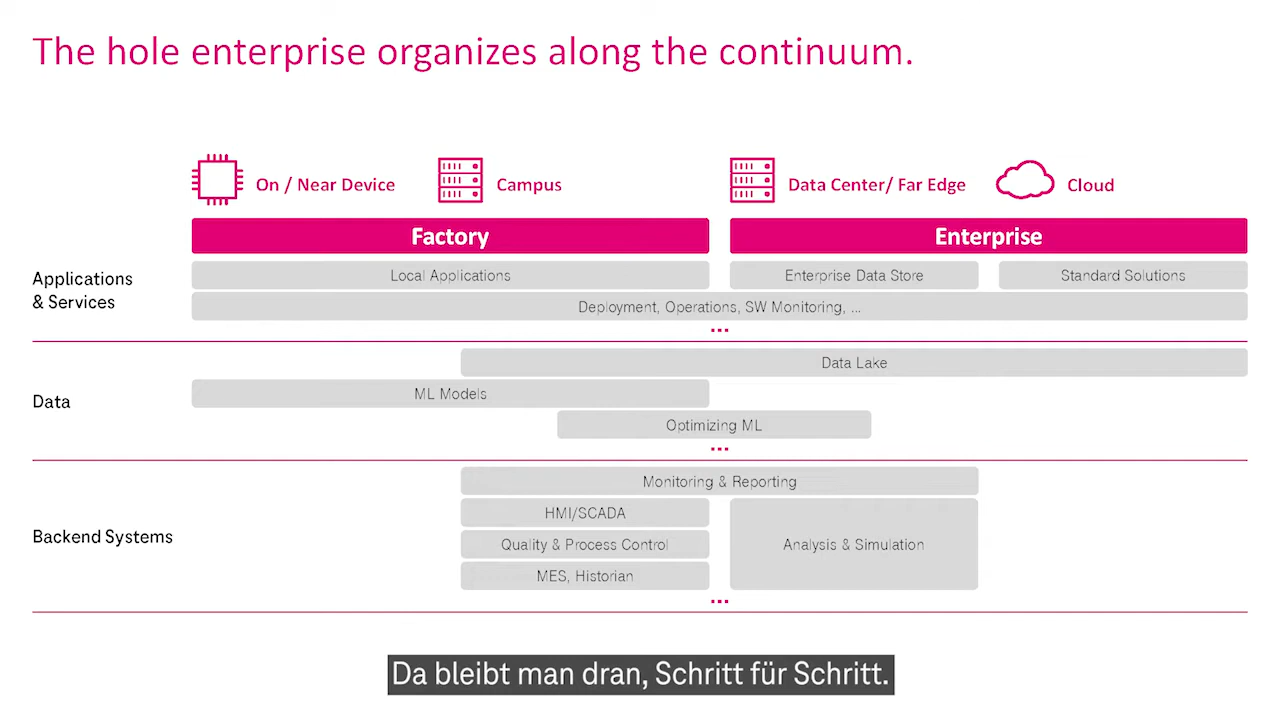 The hole enterprise organizes along the continuum.
On / Near Device
Campus
Data Center/ Far Edge
Cloud
Factory
Enterprise
Applications
& Services
Local Applications
Enterprise Data Store
Standard Solutions
Deployment, Operations, SW Monitoring, ...
...
Data
Data Lake
ML Models
Optimizing ML
...
Backend Systems
Monitoring & Reporting
HMI/SCADA
Quality & Process Control
MES, Historian
Analysis & Simulation
...
Da bleibt man dran, Schritt für Schritt.